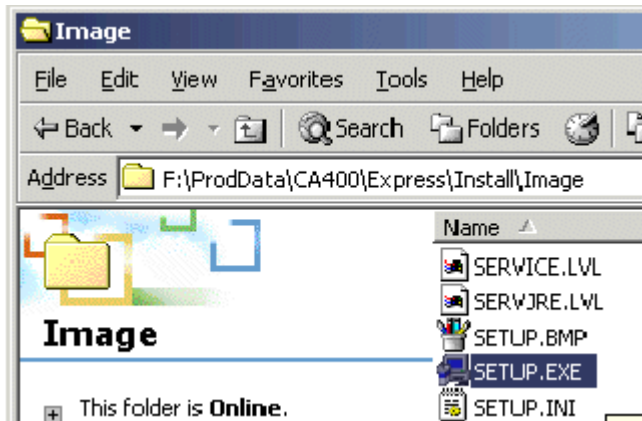 Image
File Edit View Favorites Tools Help
Back Search Folders
Address F:\ProdData\CA400\Express\Install\Image
Name
SERVICE.LVL
SERVJRE.LVL
SETUP.BMP
Image
SETUP.EXE
This folder is Online.
SETUP.INI